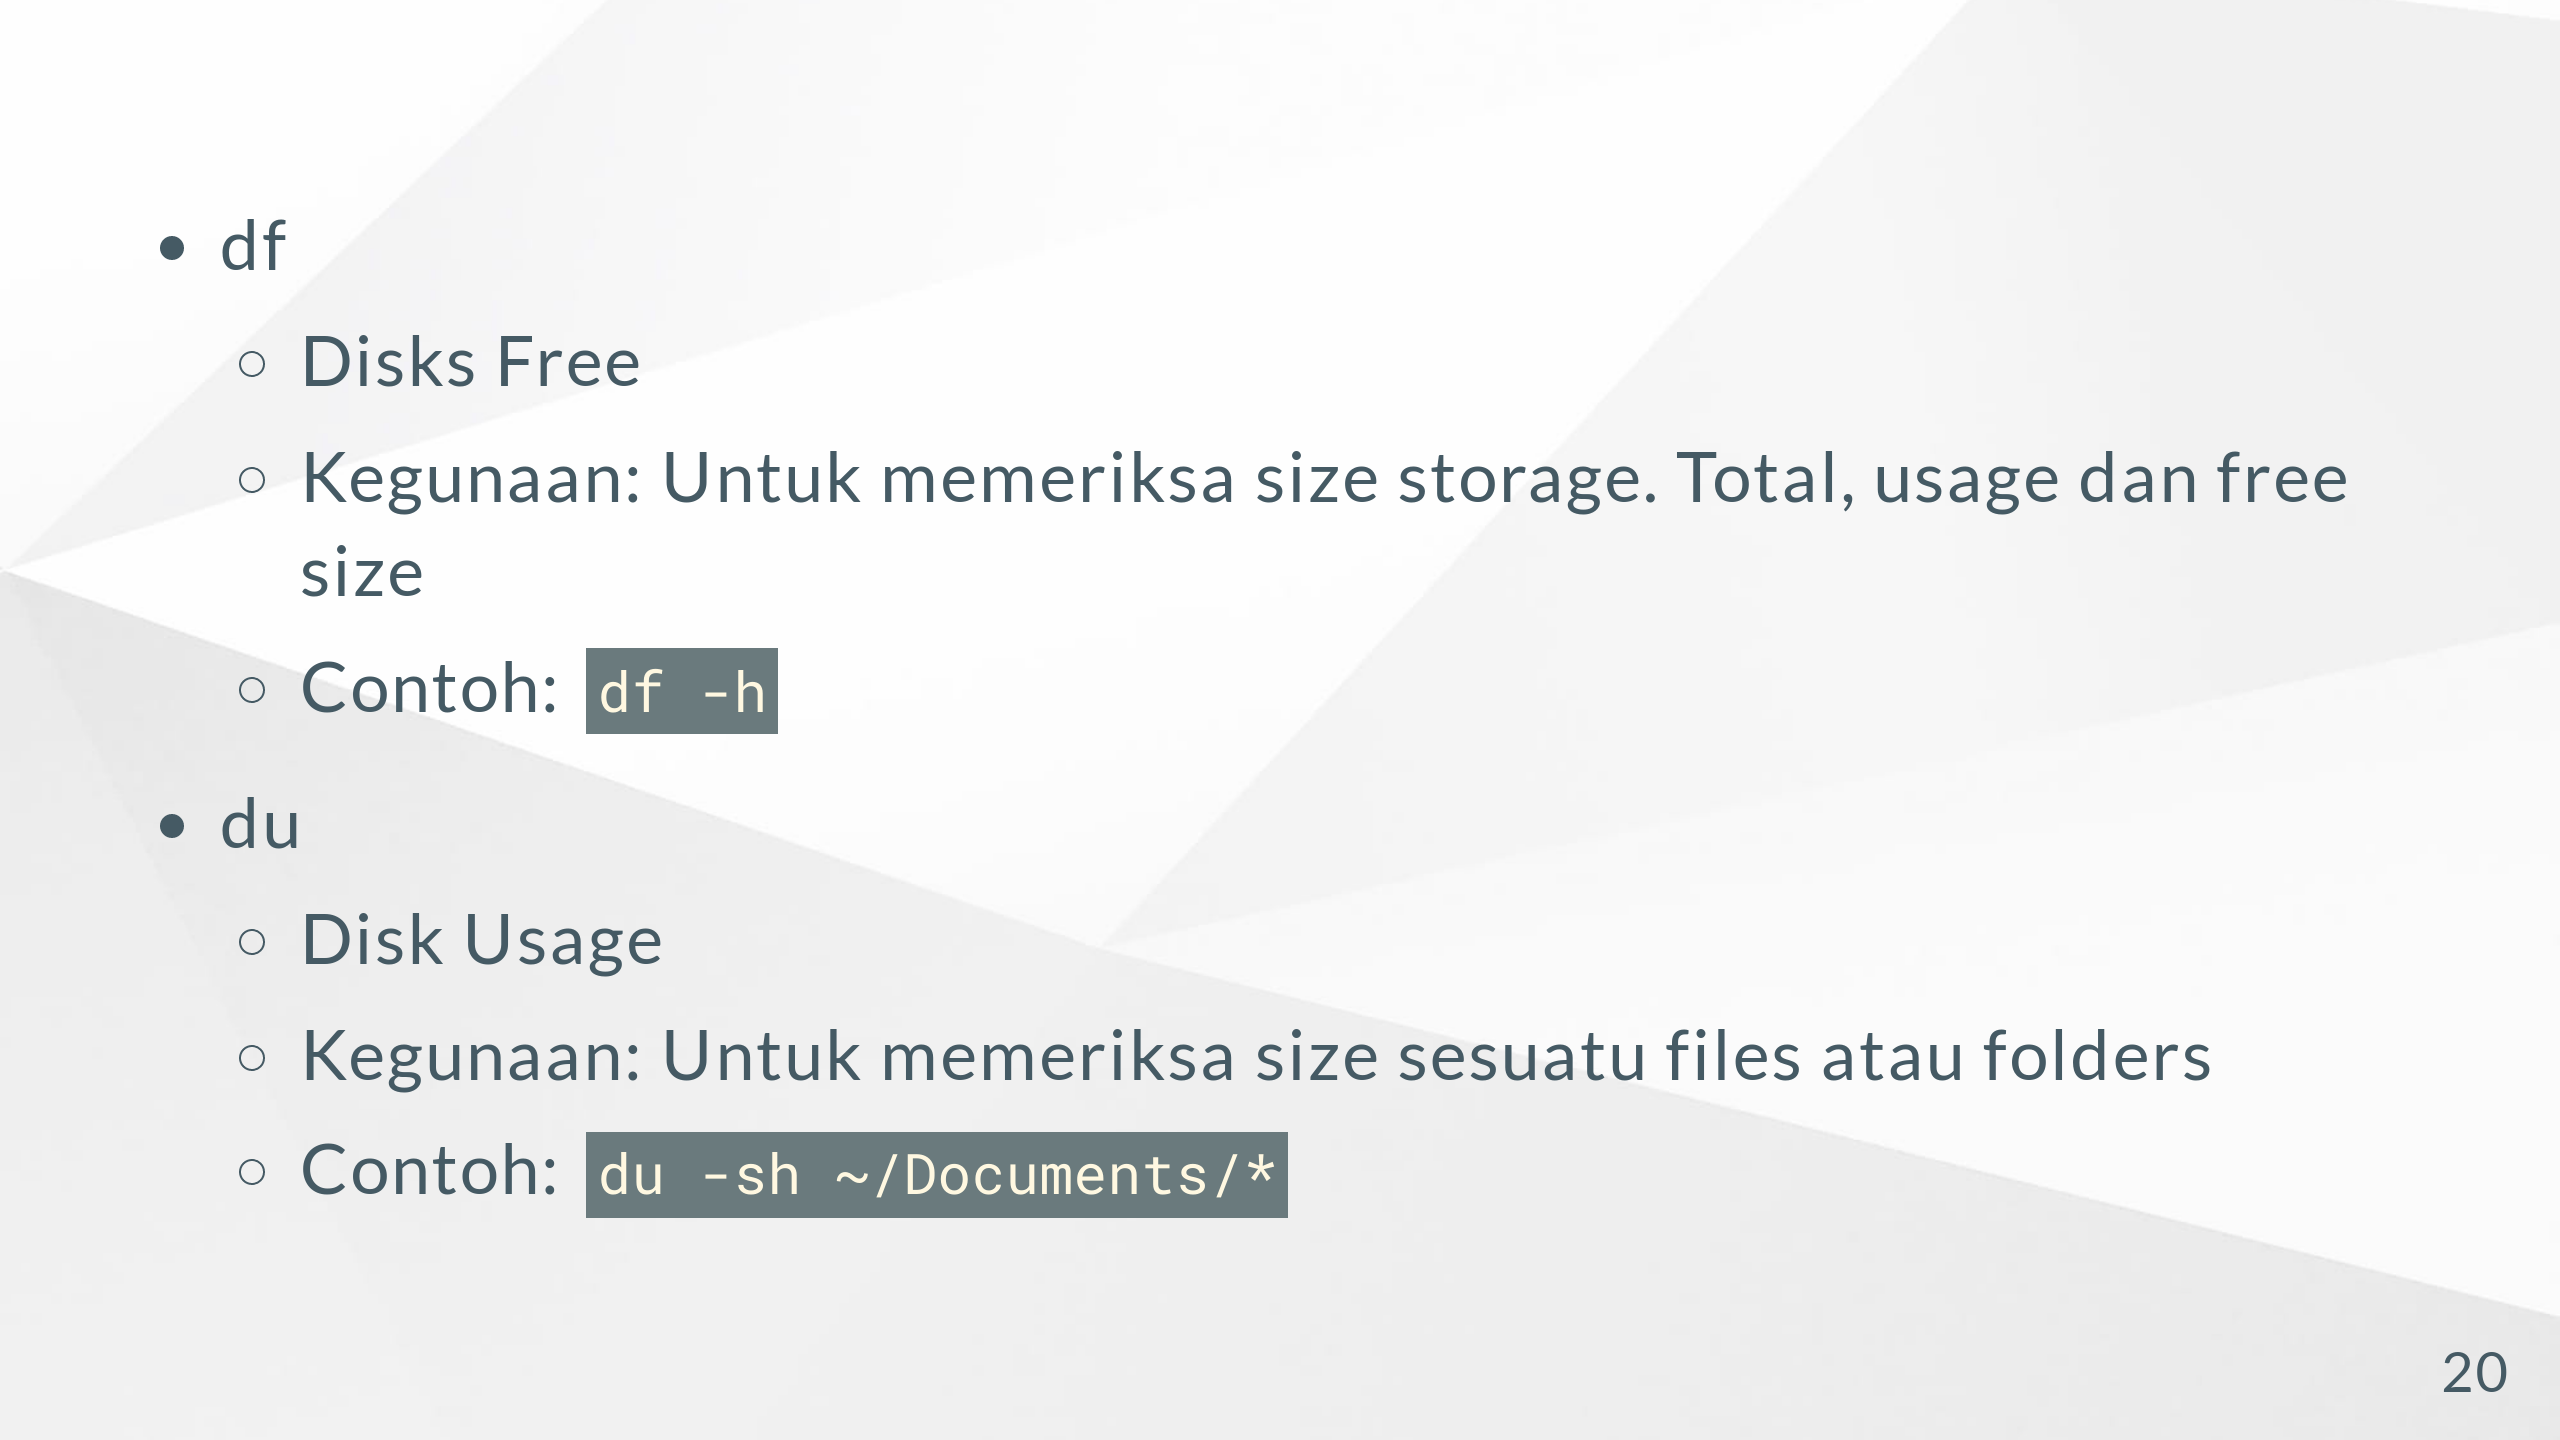 df
Disks Free
Kegunaan: Untuk memeriksa size storage. Total, usage dan free
size
Contoh: df -h
du
Disk Usage
Kegunaan: Untuk memeriksa size sesuatu files atau folders
Contoh: du -sh ~/Documents/*
20